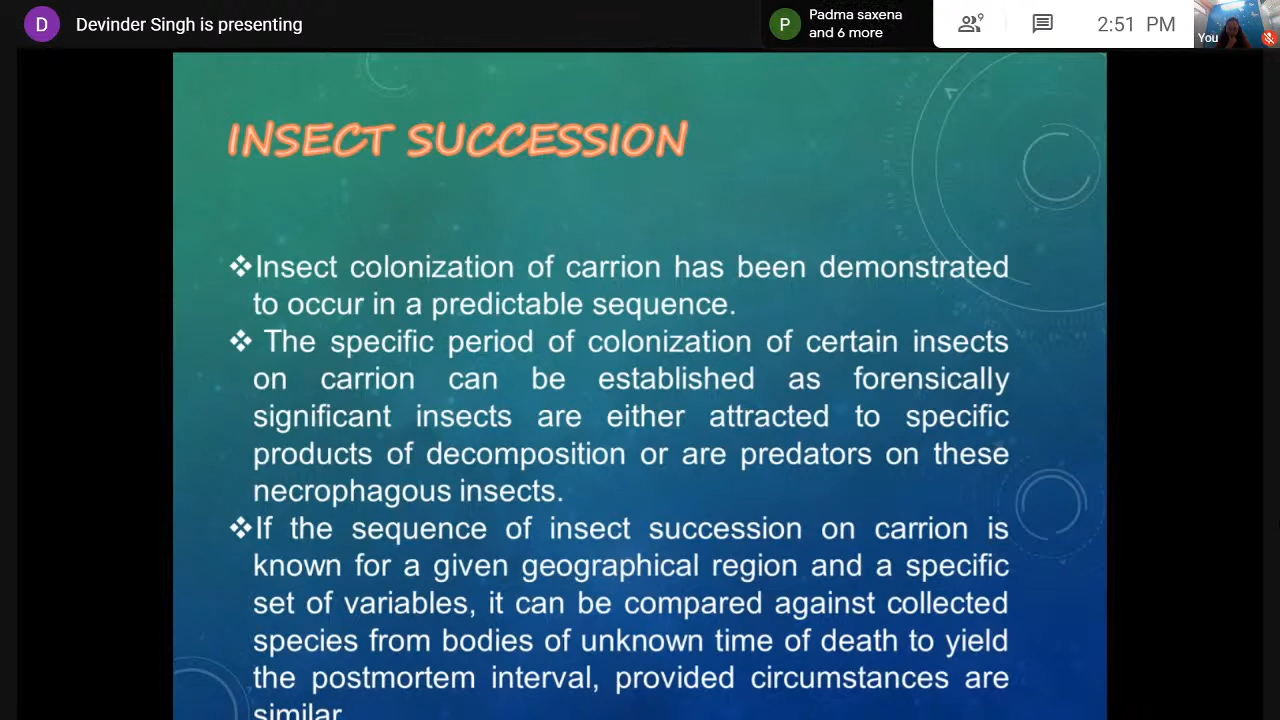 D Devinder Singh is presenting
P Padma saxena
and 6 more
9
2:51 PM
You
INSECT SUCCESSION
❖Insect colonization of carrion has been demonstrated
to occur in a predictable sequence.
❖ The specific period of colonization of certain insects
on carrion can be established as forensically
significant insects are either attracted to specific
products of decomposition or are predators on these
necrophagous insects.
❖If the sequence of insect succession on carrion is
known for a given geographical region and a specific
set of variables, it can be compared against collected
species from bodies of unknown time of death to yield
the postmortem interval, provided circumstances are
similar